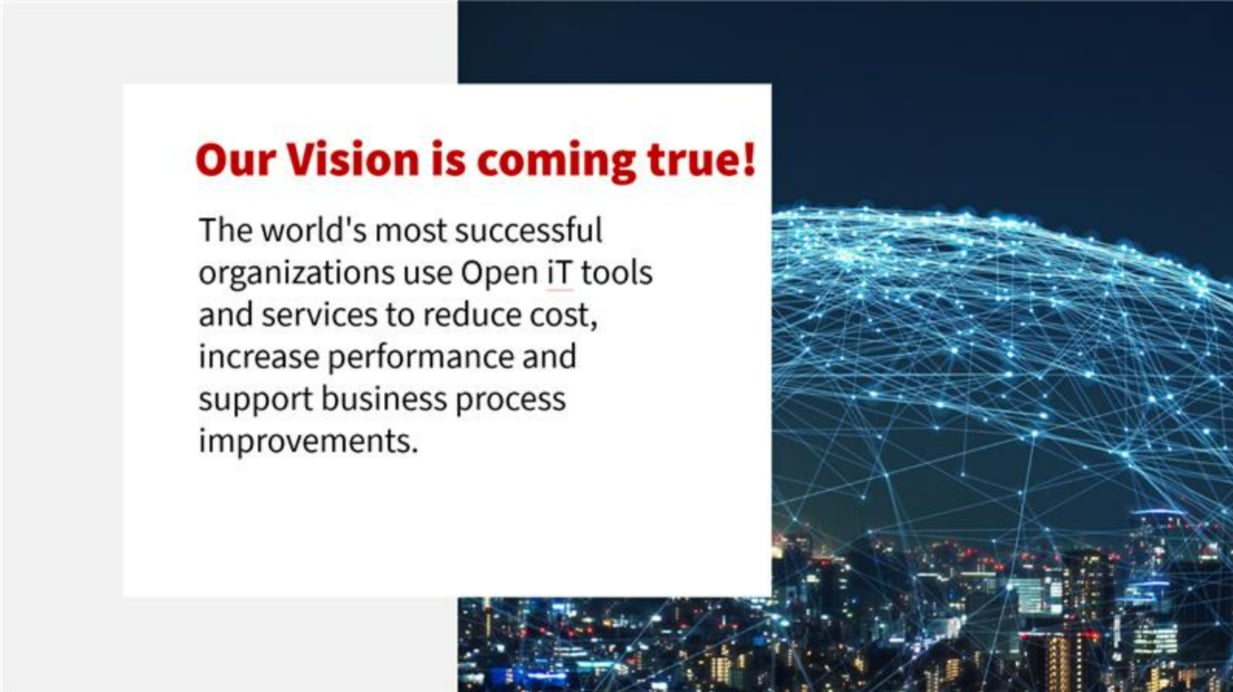 Our Vision is coming true!
The world's most successful
organizations use Open iT tools
and services to reduce cost,
increase performance and
support business process
improvements.